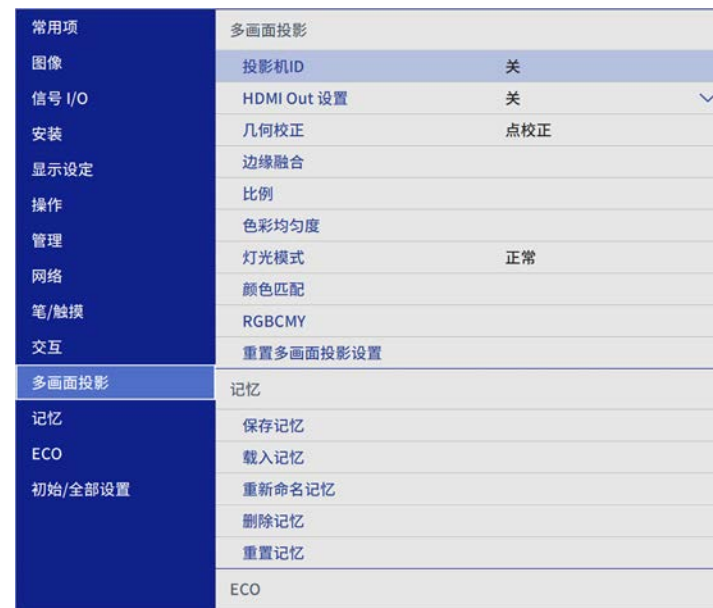 常用项
图像
信号 I/O
安装
显示设定
操作
管理
网络
笔/触摸
交互
多画面投影
记忆
ECO
初始/全部设置
多画面投影
投影机ID 关
HDMI Out 设置 关
几何校正 点校正
边缘融合
比例
色彩均匀度
灯光模式 正常
颜色匹配
RGBCMY
重置多画面投影设置
记忆
保存记忆
载入记忆
重新命名记忆
删除记忆
重置记忆
ECO